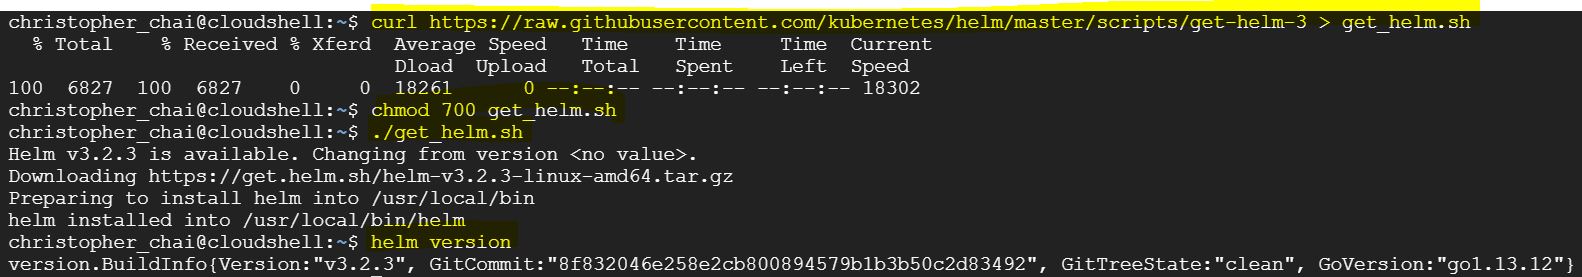 christopher_chai@cloudshell:~$ curl https://raw.githubusercontent.com/kubernetes/helm/master/scripts/get-helm-3 > get_helm.sh
  % Total    % Received % Xferd  Average Speed   Time    Time     Time  Current
                                 Dload  Upload   Total   Spent    Left  Speed
100  6827  100  6827    0     0  18261      0 --:--:-- --:--:-- --:--:-- 18302
christopher_chai@cloudshell:~$ chmod 700 get_helm.sh
christopher_chai@cloudshell:~$ ./get_helm.sh
Helm v3.2.3 is available. Changing from version <no value>.
Downloading https://get.helm.sh/helm-v3.2.3-linux-amd64.tar.gz
Preparing to install helm into /usr/local/bin
helm installed into /usr/local/bin/helm
christopher_chai@cloudshell:~$ helm version
version.BuildInfo{Version:"v3.2.3", GitCommit:"8f832046e258e2cb800894579b1b3b50c2d83492", GitTreeState:"clean", GoVersion:"go1.13.12"}